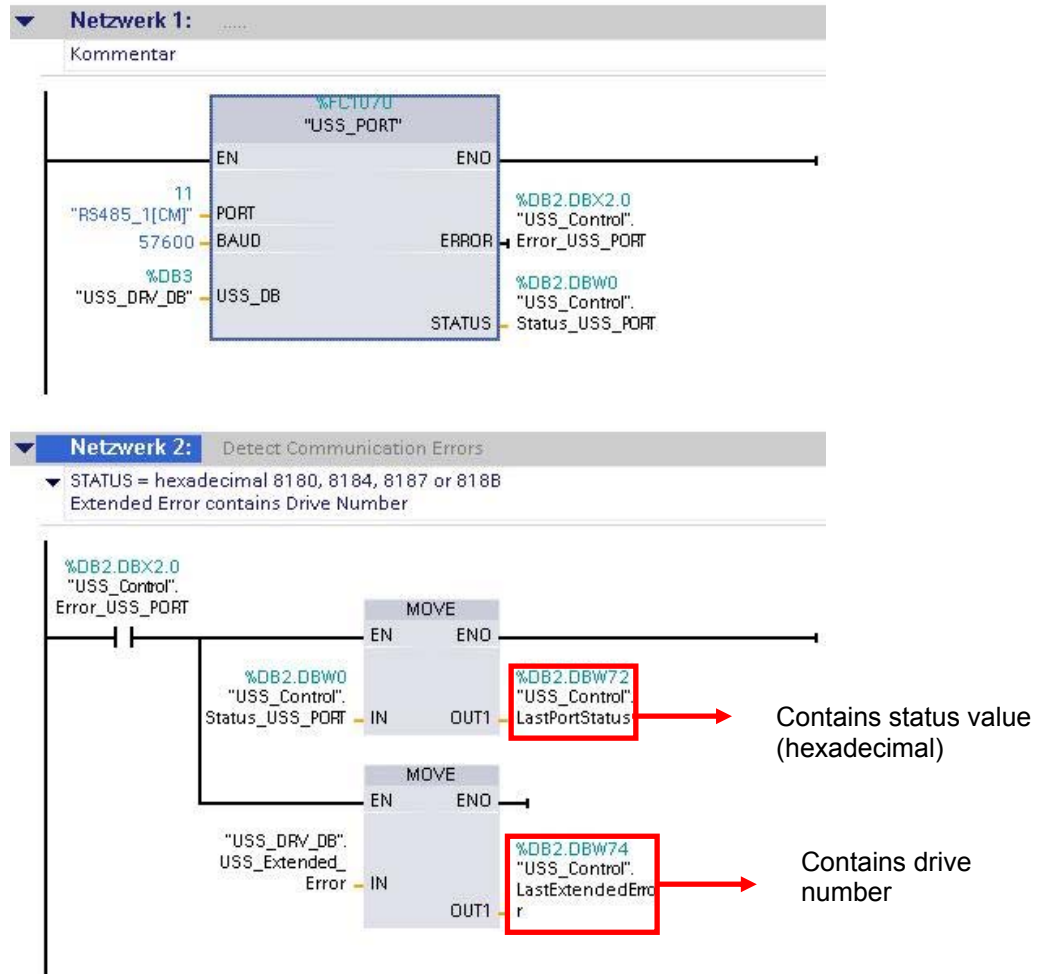 Netzwerk 1: .....
Kommentar
%FC1070
"USS_PORT"
EN ENO
11
"RS485_1[CM]" PORT
57600 BAUD
%DB3
"USS_DRV_DB" USS_DB
ERROR
%DB2.DBX2.0
"USS_Control".
Error_USS_PORT
STATUS
%DB2.DBW0
"USS_Control".
Status_USS_PORT
Netzwerk 2: Detect Communication Errors
STATUS = hexadecimal 8180, 8184, 8187 or 818B
Extended Error contains Drive Number
%DB2.DBX2.0
"USS_Control".
Error_USS_PORT
MOVE
EN ENO
%DB2.DBW0
"USS_Control".
Status_USS_PORT IN
OUT1
%DB2.DBW72
"USS_Control".
LastPortStatus
Contains status value
(hexadecimal)
MOVE
EN ENO
"USS_DRV_DB".
USS_Extended_
Error IN
OUT1
%DB2.DBW74
"USS_Control".
LastExtendedErro
r
Contains drive
number